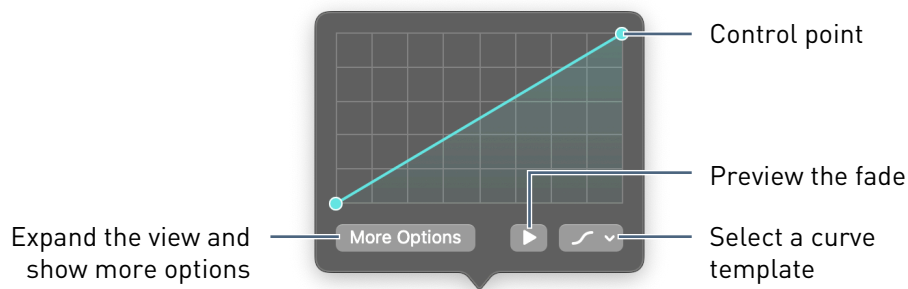 Control point
Preview the fade
Expand the view and
show more options
More Options
Select a curve
template